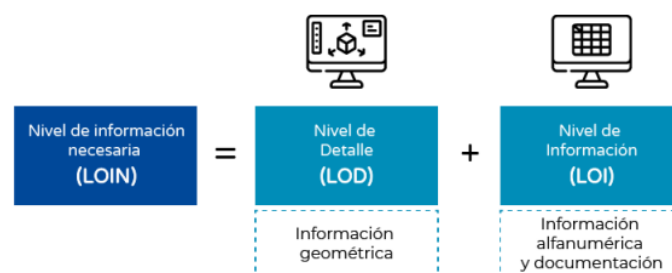 Nivel de información
necesaria
(LOIN)
=
Nivel de
Detalle
(LOD)
+
Nivel de
Información
(LOI)
Información
geométrica
Información
alfanumérica
y documentación